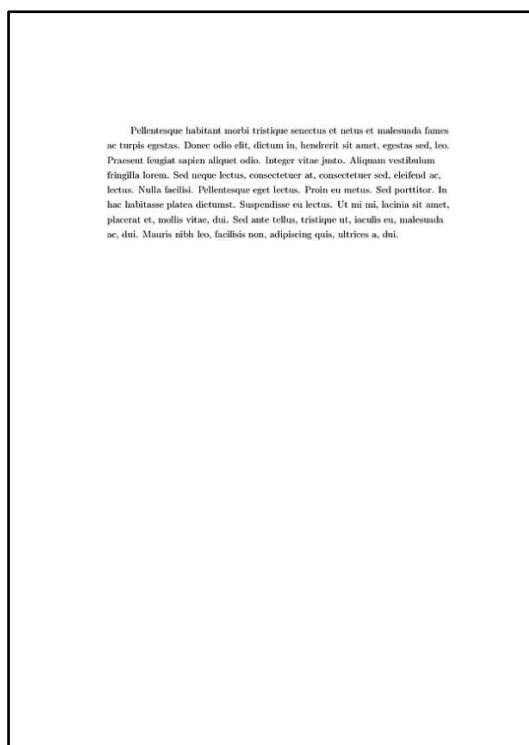 Pellentesque habitant morbi tristique senectus et netus et malesuada fames
ac turpis egestas. Donec odio elit, dictum in, hendrerit sit amet, egestas sed, leo.
Praesent feugiat sapien aliquet odio. Integer vitae justo. Aliquam vestibulum
fringilla lorem. Sed neque lectus, consectetuer at, consectetuer sed, eleifend ac,
lectus. Nulla facilisi. Pellentesque eget lectus. Proin eu metus. Sed porttitor. In
hac habitasse platea dictumst. Suspendisse eu lectus. Ut mi mi, lacinia sit amet,
placerat et, mollis vitae, dui. Sed ante tellus, tristique ut, iaculis eu, malesuada
ac, dui. Mauris nibh leo, facilisis non, adipiscing quis, ultrices a, dui.